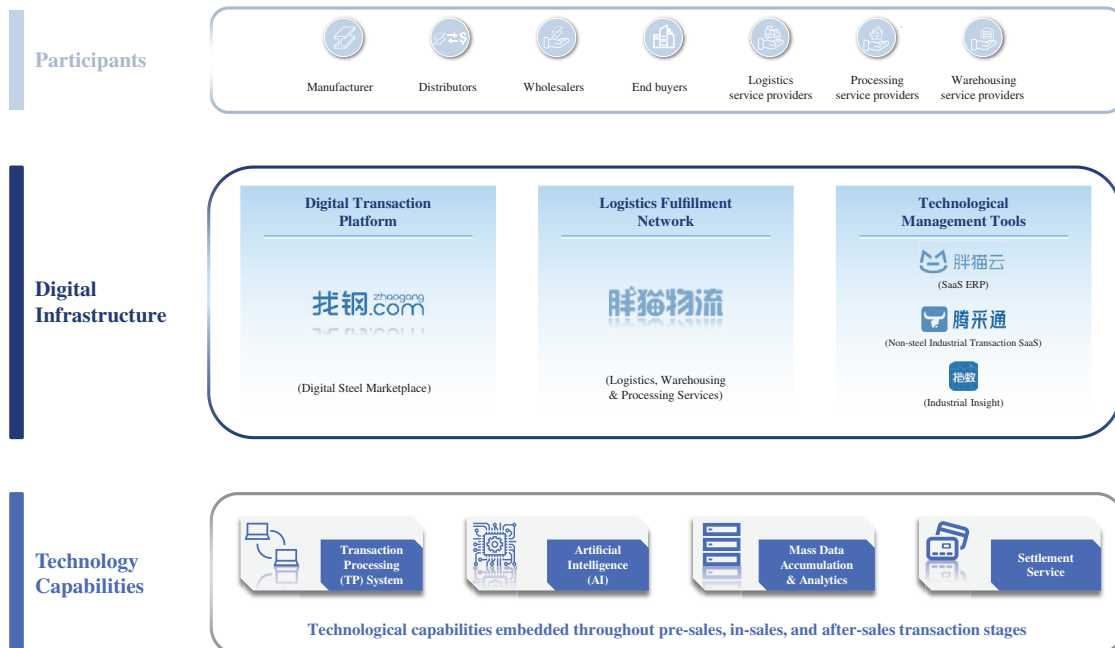 Participants
Manufacturer
Distributors
Wholesalers
End buyers
Logistics
service providers
Processing
service providers
Warehousing
service providers
Digital
Infrastructure
Digital Transaction
Platform
找钢 zhaogang
.com
(Digital Steel Marketplace)
Logistics Fulfillment
Network
胖猫物流
(Logistics, Warehousing
& Processing Services)
Technological
Management Tools
胖猫云
(SaaS ERP)
腾采通
(Non-steel Industrial Transaction SaaS)
指数
(Industrial Insight)
Technology
Capabilities
Transaction
Processing
(TP) System
Artificial
Intelligence
(AI)
Mass Data
Accumulation
& Analytics
Settlement
Service
Technological capabilities embedded throughout pre-sales, in-sales, and after-sales transaction stages